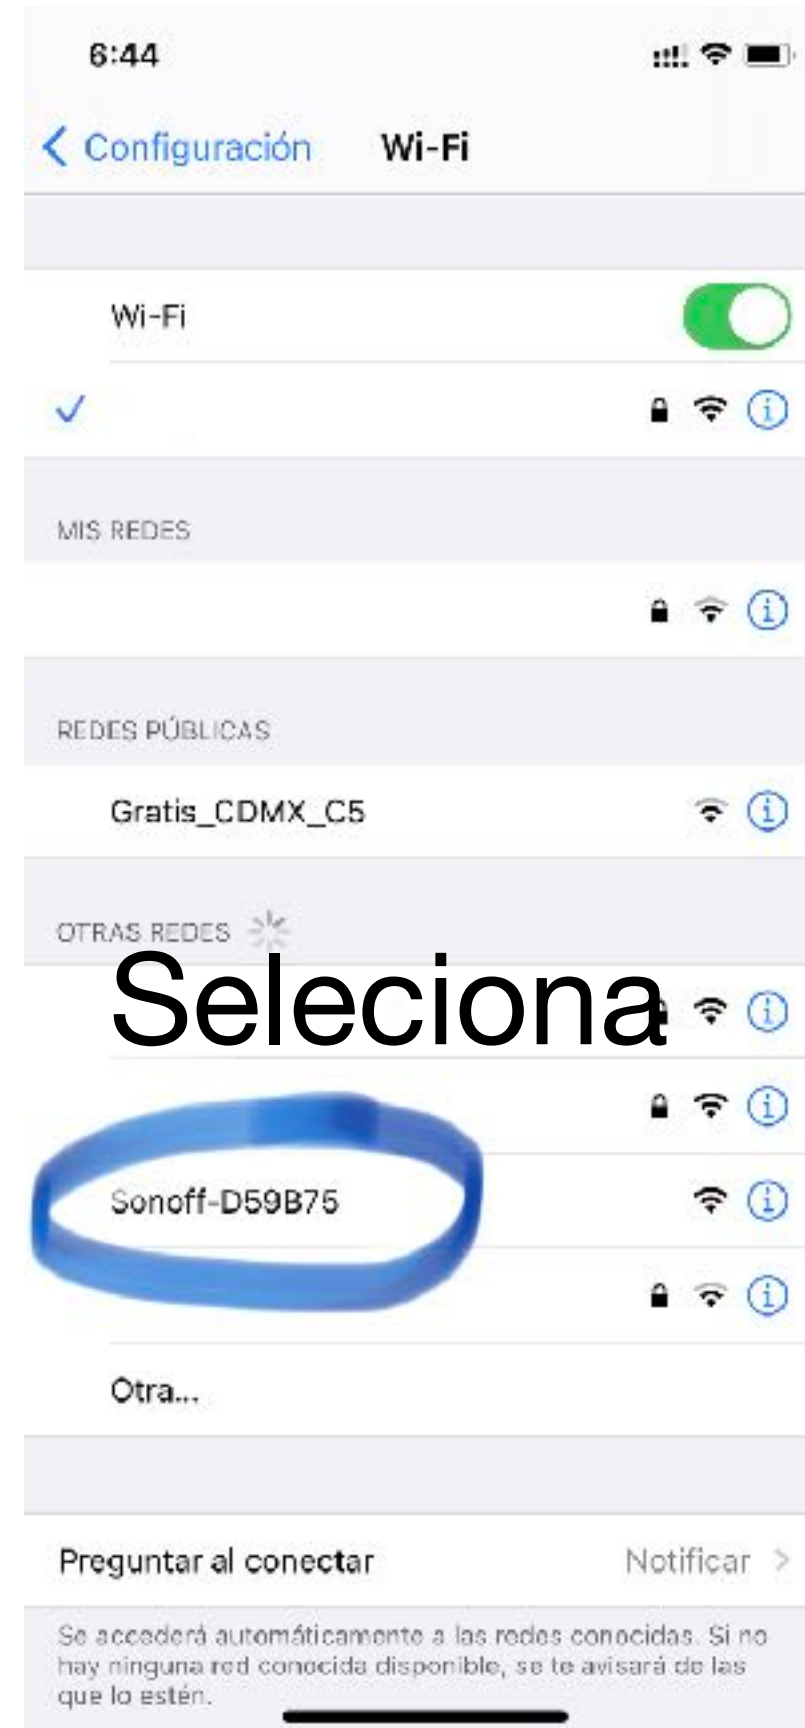 6:44
Configuración Wi-Fi
Wi-Fi
MIS REDES
REDES PÚBLICAS
Gratis_CDMX_C5
OTRAS REDES
Seleciona
Sonoff-D59B75
Otra...
Preguntar al conectar Notificar
Se accederá automáticamente a las redes conocidas. Si no
hay ninguna red conocida disponible, se te avisará de las
que lo estén.